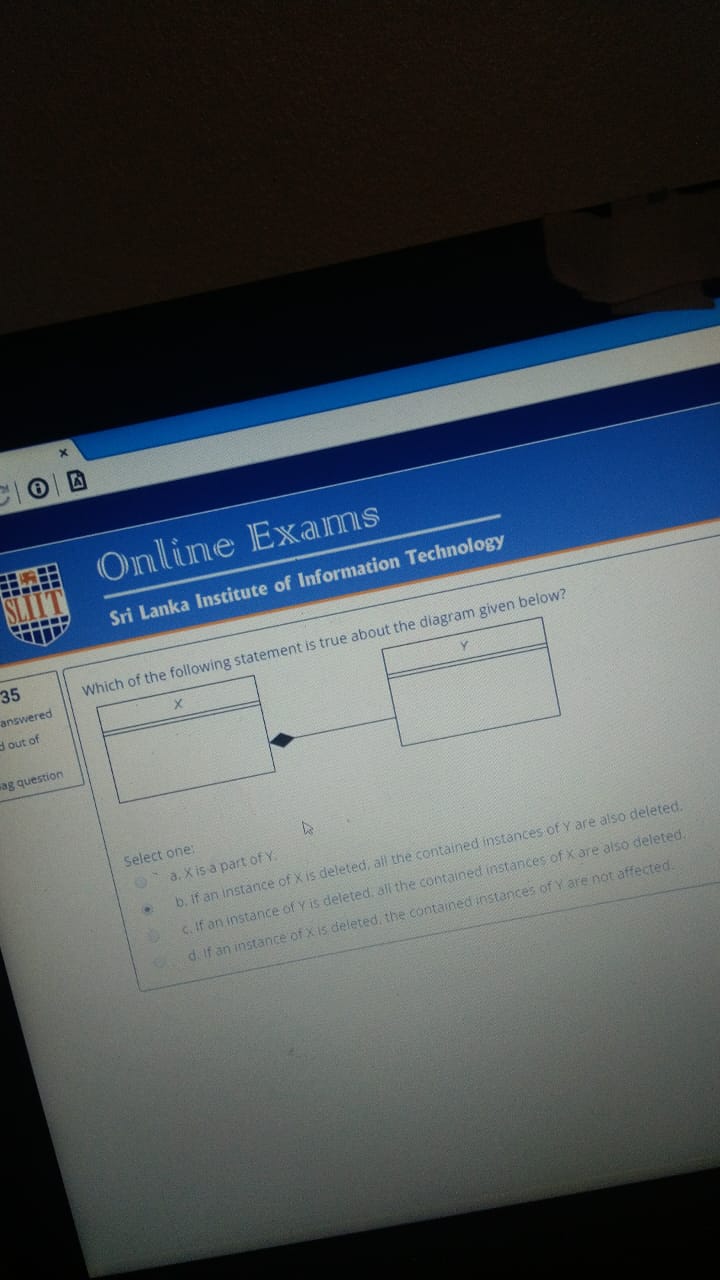 Online Exams
Sri Lanka Institute of Information Technology
SLIIT
35
answered
d out of
ag question
Which of the following statement is true about the diagram given below?
X
Y
Select one:
a. X is a part of Y.
b. If an instance of X is deleted, all the contained instances of Y are also deleted.
c. If an instance of Y is deleted, all the contained instances of X are also deleted.
d. If an instance of X is deleted, the contained instances of Y are not affected.